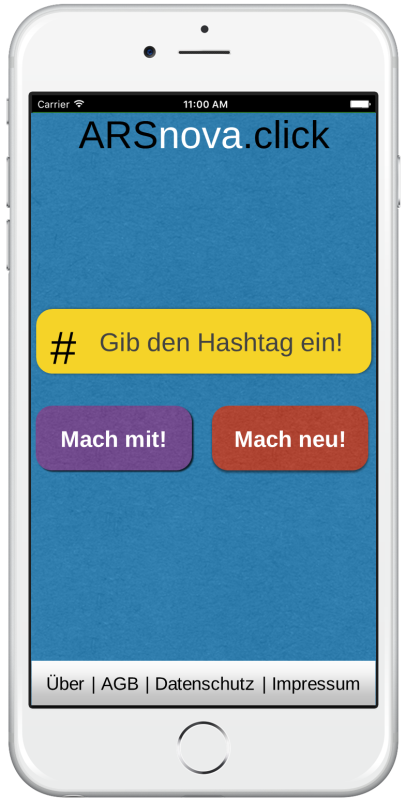 Carrier 11:00 AM
ARSnova.click
# Gib den Hashtag ein!
Mach mit! Mach neu!
Über | AGB | Datenschutz | Impressum